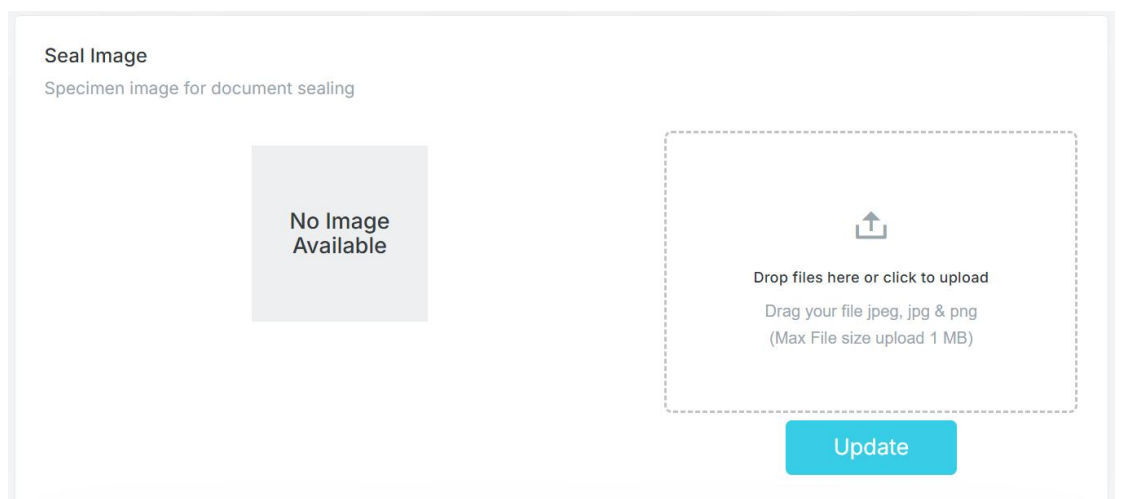 Seal Image
Specimen image for document sealing
No Image
Available
Drop files here or click to upload
Drag your file jpeg, jpg & png
(Max File size upload 1 MB)
Update